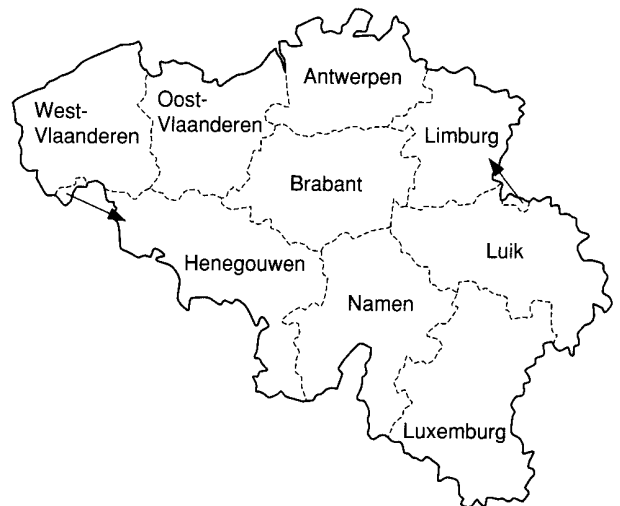 Antwerpen
West-
Vlaanderen
Oost-
Vlaanderen
Limburg
Brabant
Henegouwen
Luik
Namen
Luxemburg